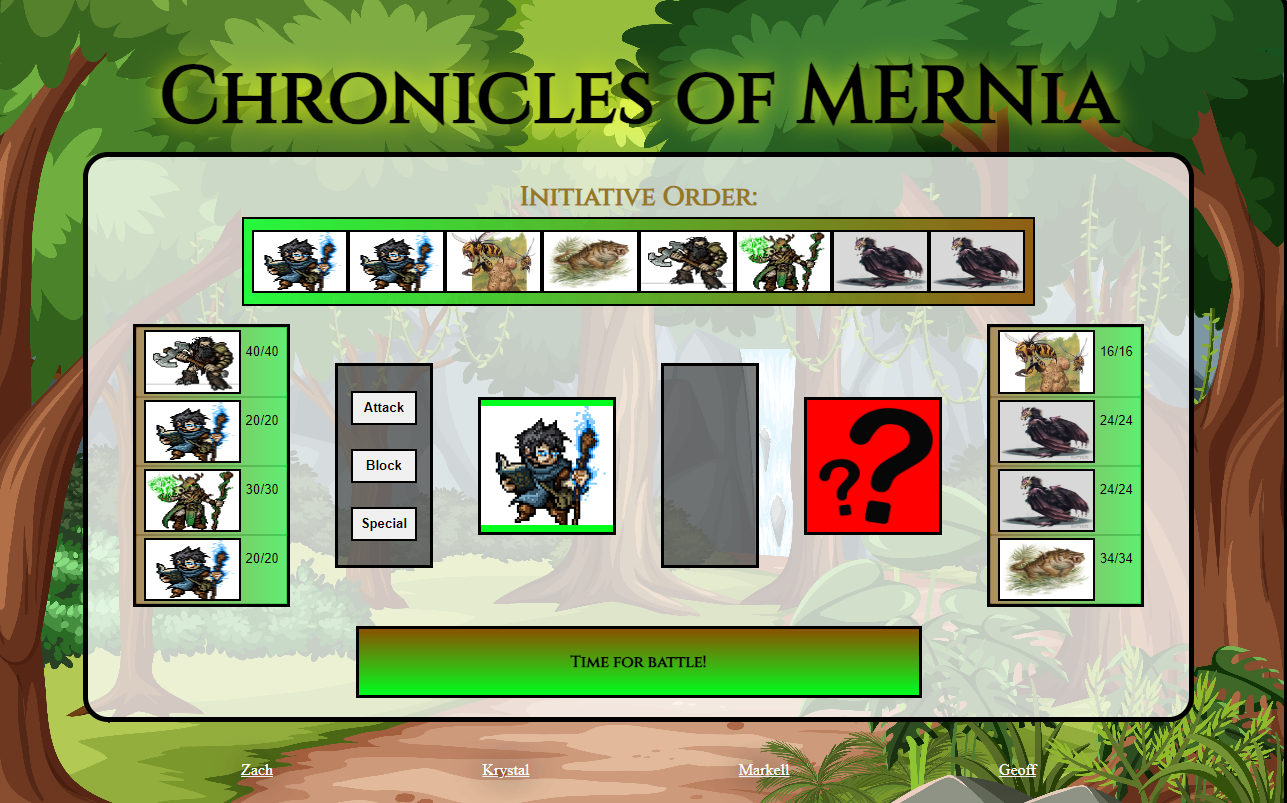 Chronicles of MERNia
Initiative Order:
40/40
20/20
30/30
20/20
Attack
Block
Special
??
16/16
24/24
24/24
34/34
Time for battle!
Zach Krystal Markell Geoff